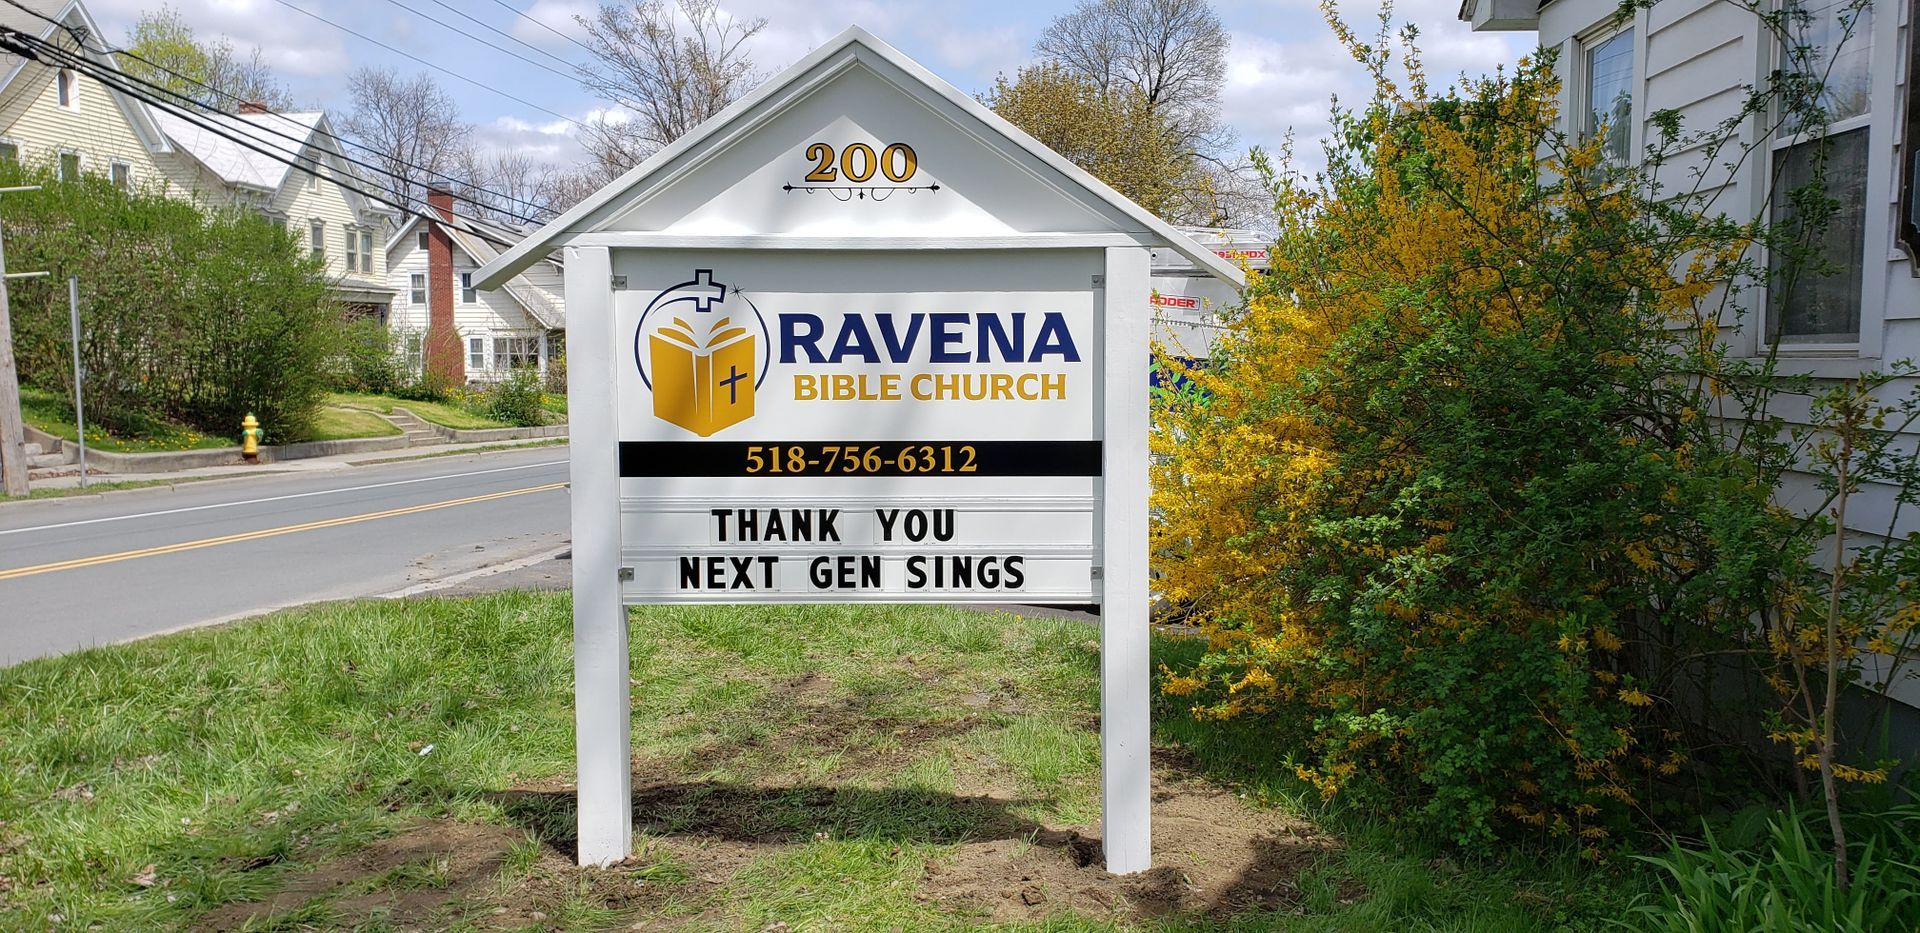 200
RAVENA
BIBLE CHURCH
518-756-6312
THANK YOU
NEXT GEN SINGS